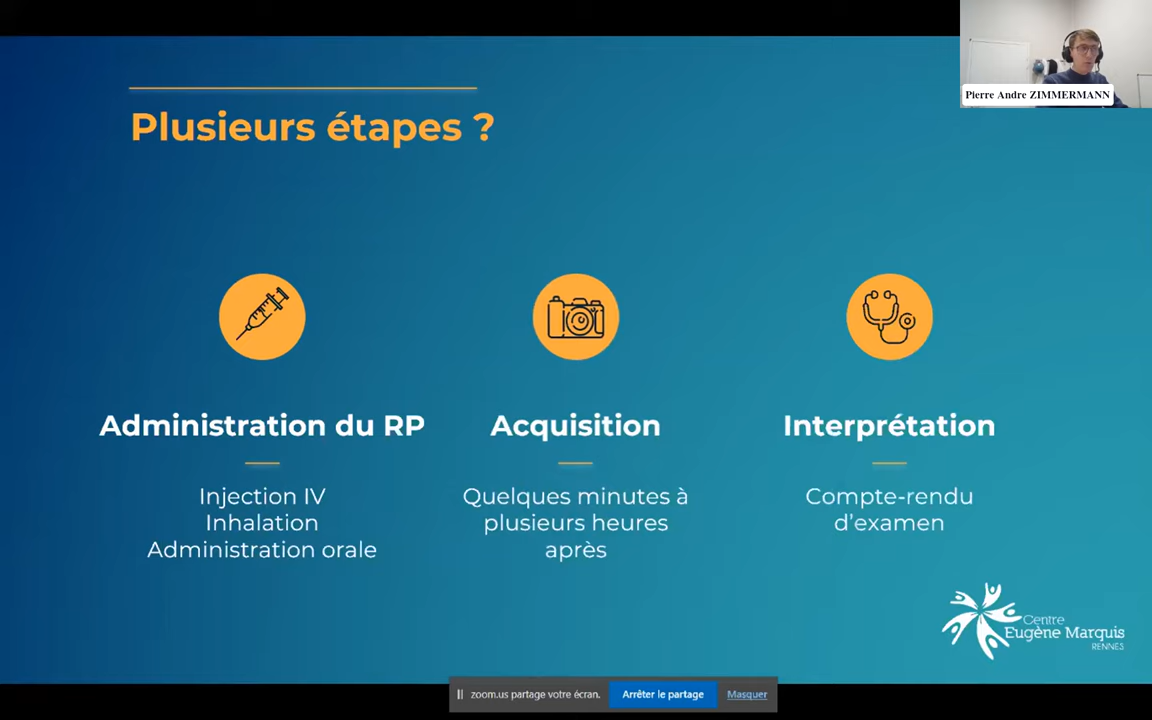 Pierre Andre ZIMMERMANN
Plusieurs étapes ?
Administration du RP
Injection IV
Inhalation
Administration orale
Acquisition
Quelques minutes à
plusieurs heures
après
Interprétation
Compte-rendu
d'examen
Centre
Eugène Marquis
RENNES
zoom.us partage votre écran.
Arrêter le partage
Masquer